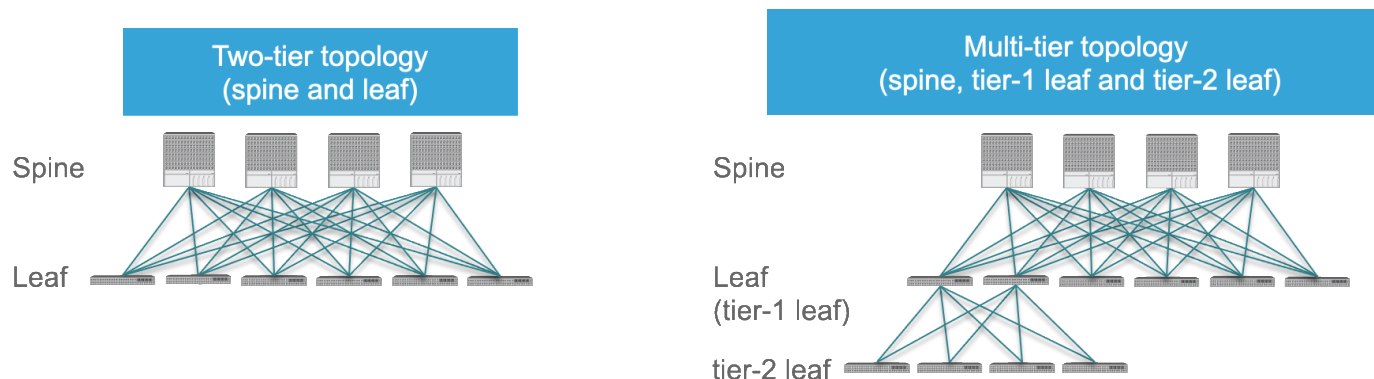 Two-tier topology
(spine and leaf)
Spine
Leaf
Multi-tier topology
(spine, tier-1 leaf and tier-2 leaf)
Spine
Leaf
(tier-1 leaf)
tier-2 leaf